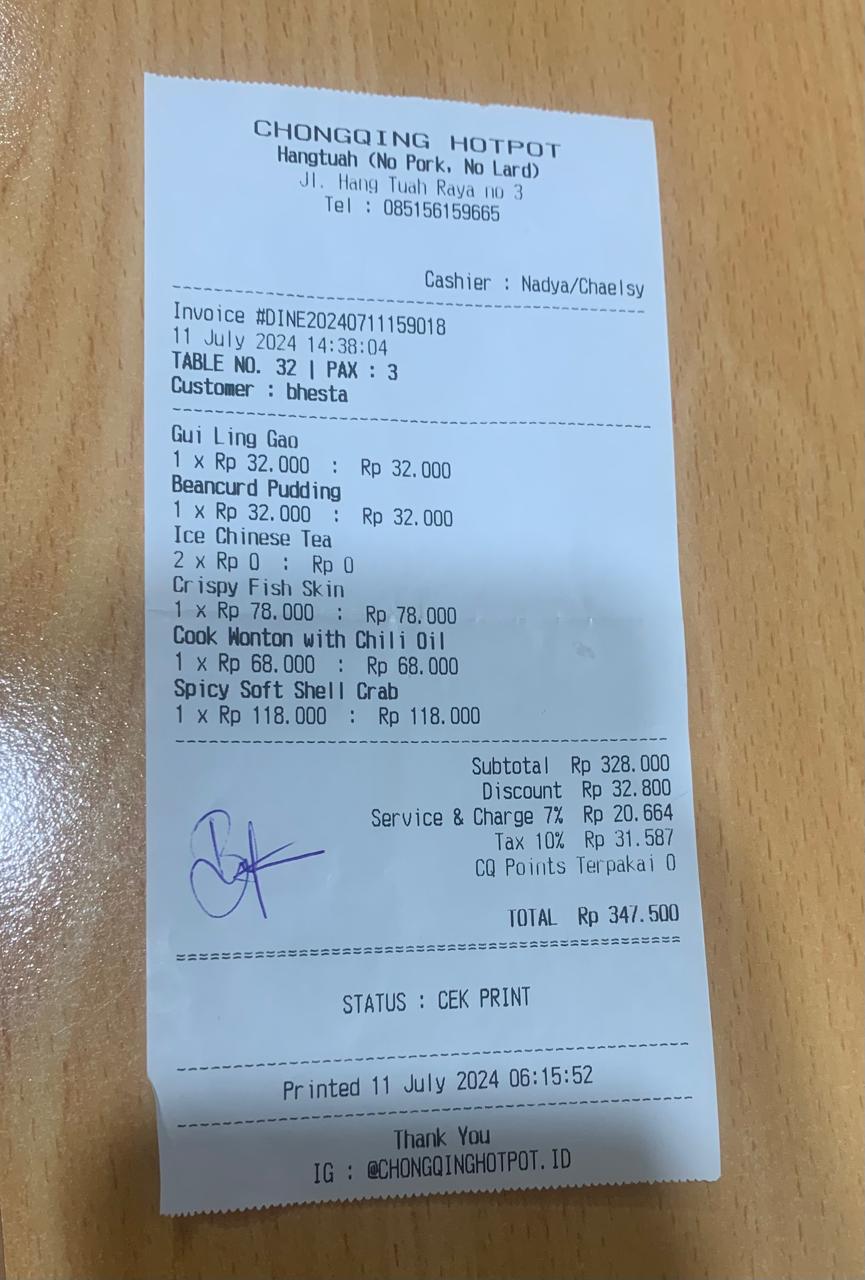 CHONGQING HOTPOT
Hangtuah (No Pork, No Lard)
Jl. Hang Tuah Raya no 3
Tel : 085156159665
Cashier : Nadya/Chaelsy
Invoice #DINE20240711159018
11 July 2024 14:38:04
TABLE NO. 32 | PAX : 3
Customer : bhesta
Gui Ling Gao
1 x Rp 32.000 : Rp 32.000
Beancurd Pudding
1 x Rp 32.000 : Rp 32.000
Ice Chinese Tea
2 x Rp 0 : Rp 0
Crispy Fish Skin
1 x Rp 78.000 : Rp 78.000
Cook Wonton with Chili Oil
1 x Rp 68.000 : Rp 68.000
Spicy Soft Shell Crab
1 x Rp 118.000 : Rp 118.000
Subtotal Rp 328.000
Discount Rp 32.800
Service & Charge 7% Rp 20.664
Tax 10% Rp 31.587
CQ Points Terpakai 0
TOTAL Rp 347.500
STATUS : CEK PRINT
Printed 11 July 2024 06:15:52
Thank You
IG : @CHONGQINGHOTPOT.ID